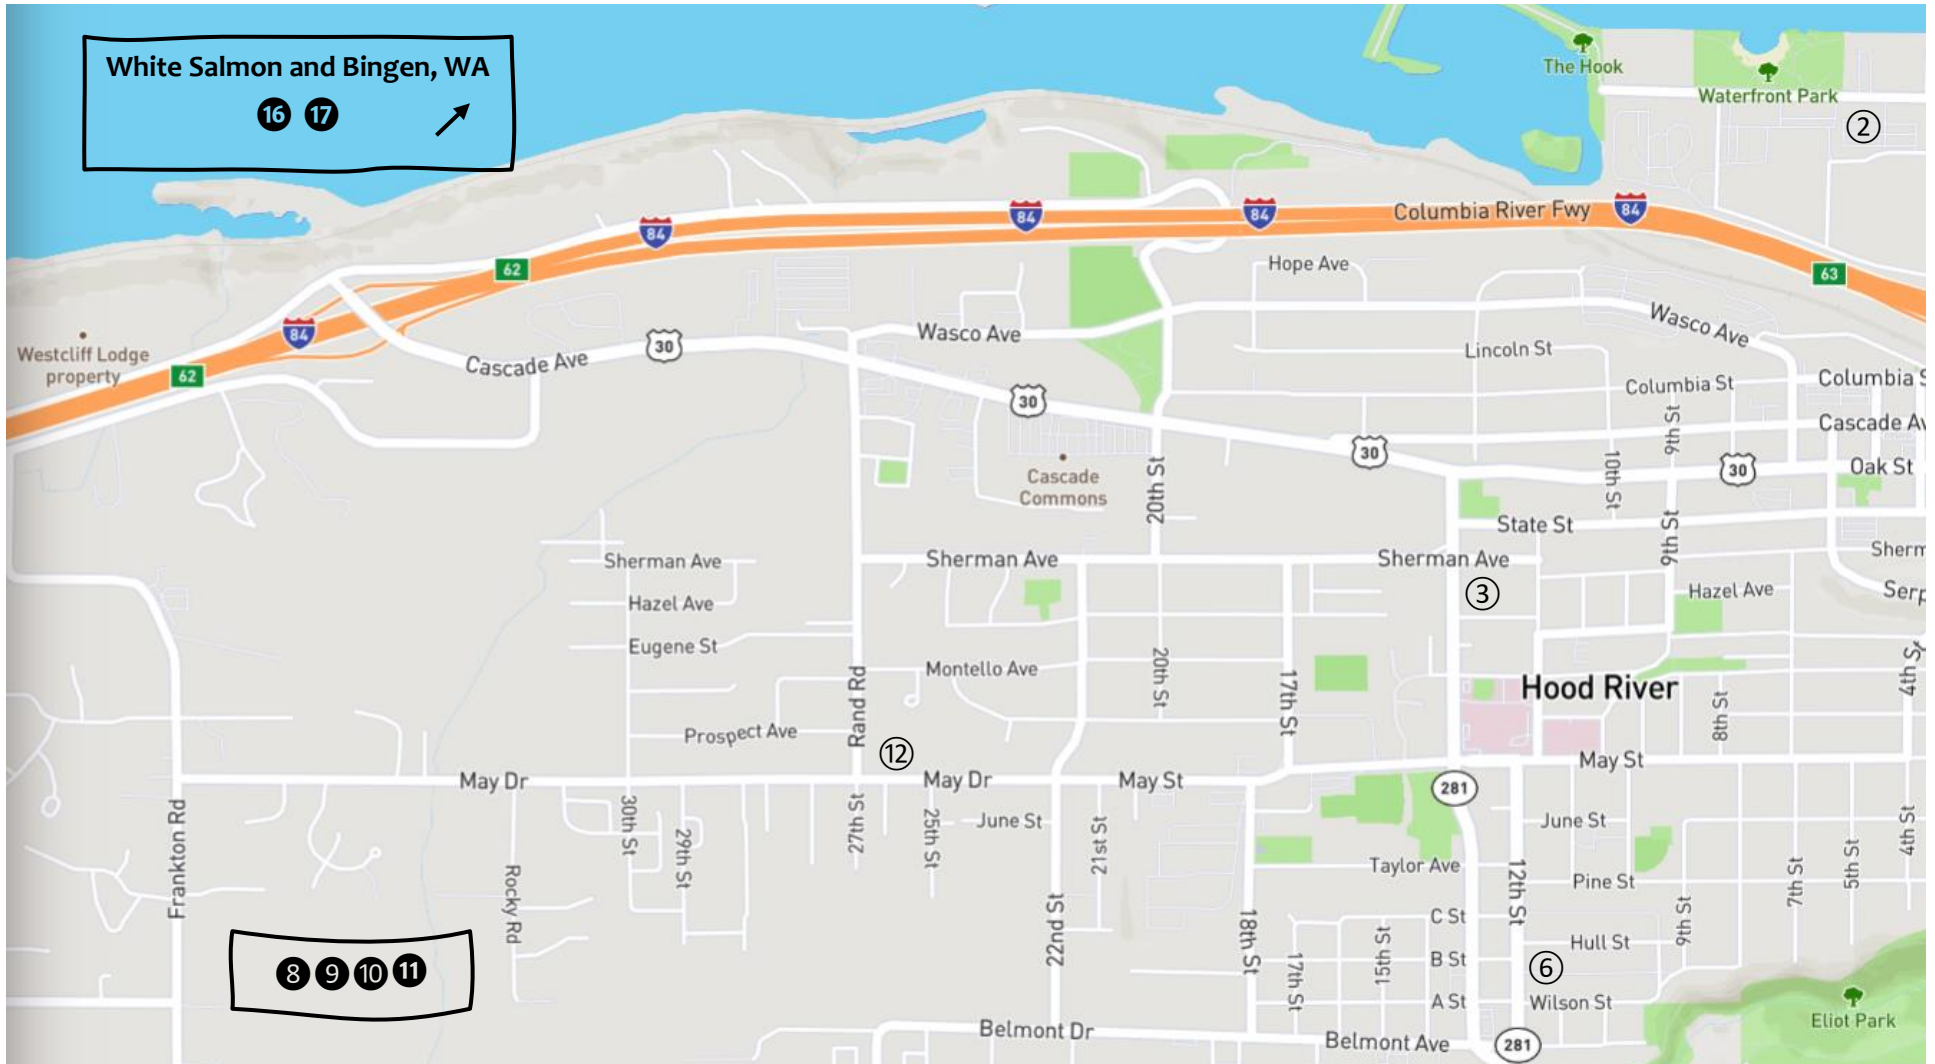 White Salmon and Bingen, WA
16 17
The Hook
Waterfront Park
2
84
84
84
84
Columbia River Fwy
84
62
63
62
Hope Ave
Westcliff Lodge
property
Cascade Ave
30
Wasco Ave
Wasco Ave
Lincoln St
Columbia St
Columbia S
30
Cascade Av
9th St
30
30
Oak St
Cascade
Commons
20th St
10th St
State St
9th St
Sherman Ave
Sherman Ave
Sherman Ave
Sherm
Hazel Ave
3
Hazel Ave
Serp
Eugene St
Montello Ave
20th St
17th St
Hood River
4th St
Rand Rd
8th St
Prospect Ave
12
May Dr
May Dr
May St
May St
281
Frankton Rd
30th St
29th St
27th St
25th St
June St
21st St
June St
4th St
Rocky Rd
Taylor Ave
12th St
Pine St
7th St
5th St
22nd St
18th St
C St
9th St
Hull St
17th St
15th St
B St
6
8 9 10 11
A St
Wilson St
Belmont Dr
Belmont Ave
281
Eliot Park